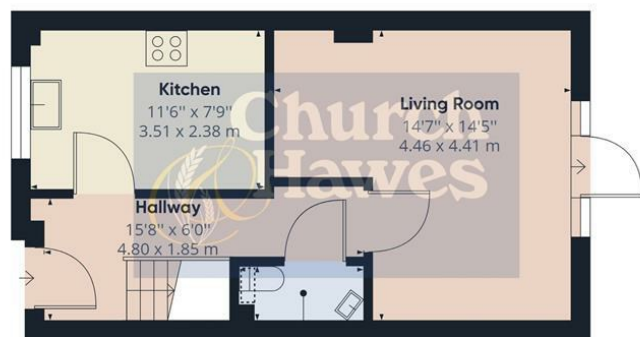 Kitchen
11'6" x 7'9"
3.51 x 2.38 m
Living Room
14'7" x 14'5"
4.46 x 4.41 m
Church
& Hawes
Hallway
15'8" x 6'0"
4.80 x 1.85 m